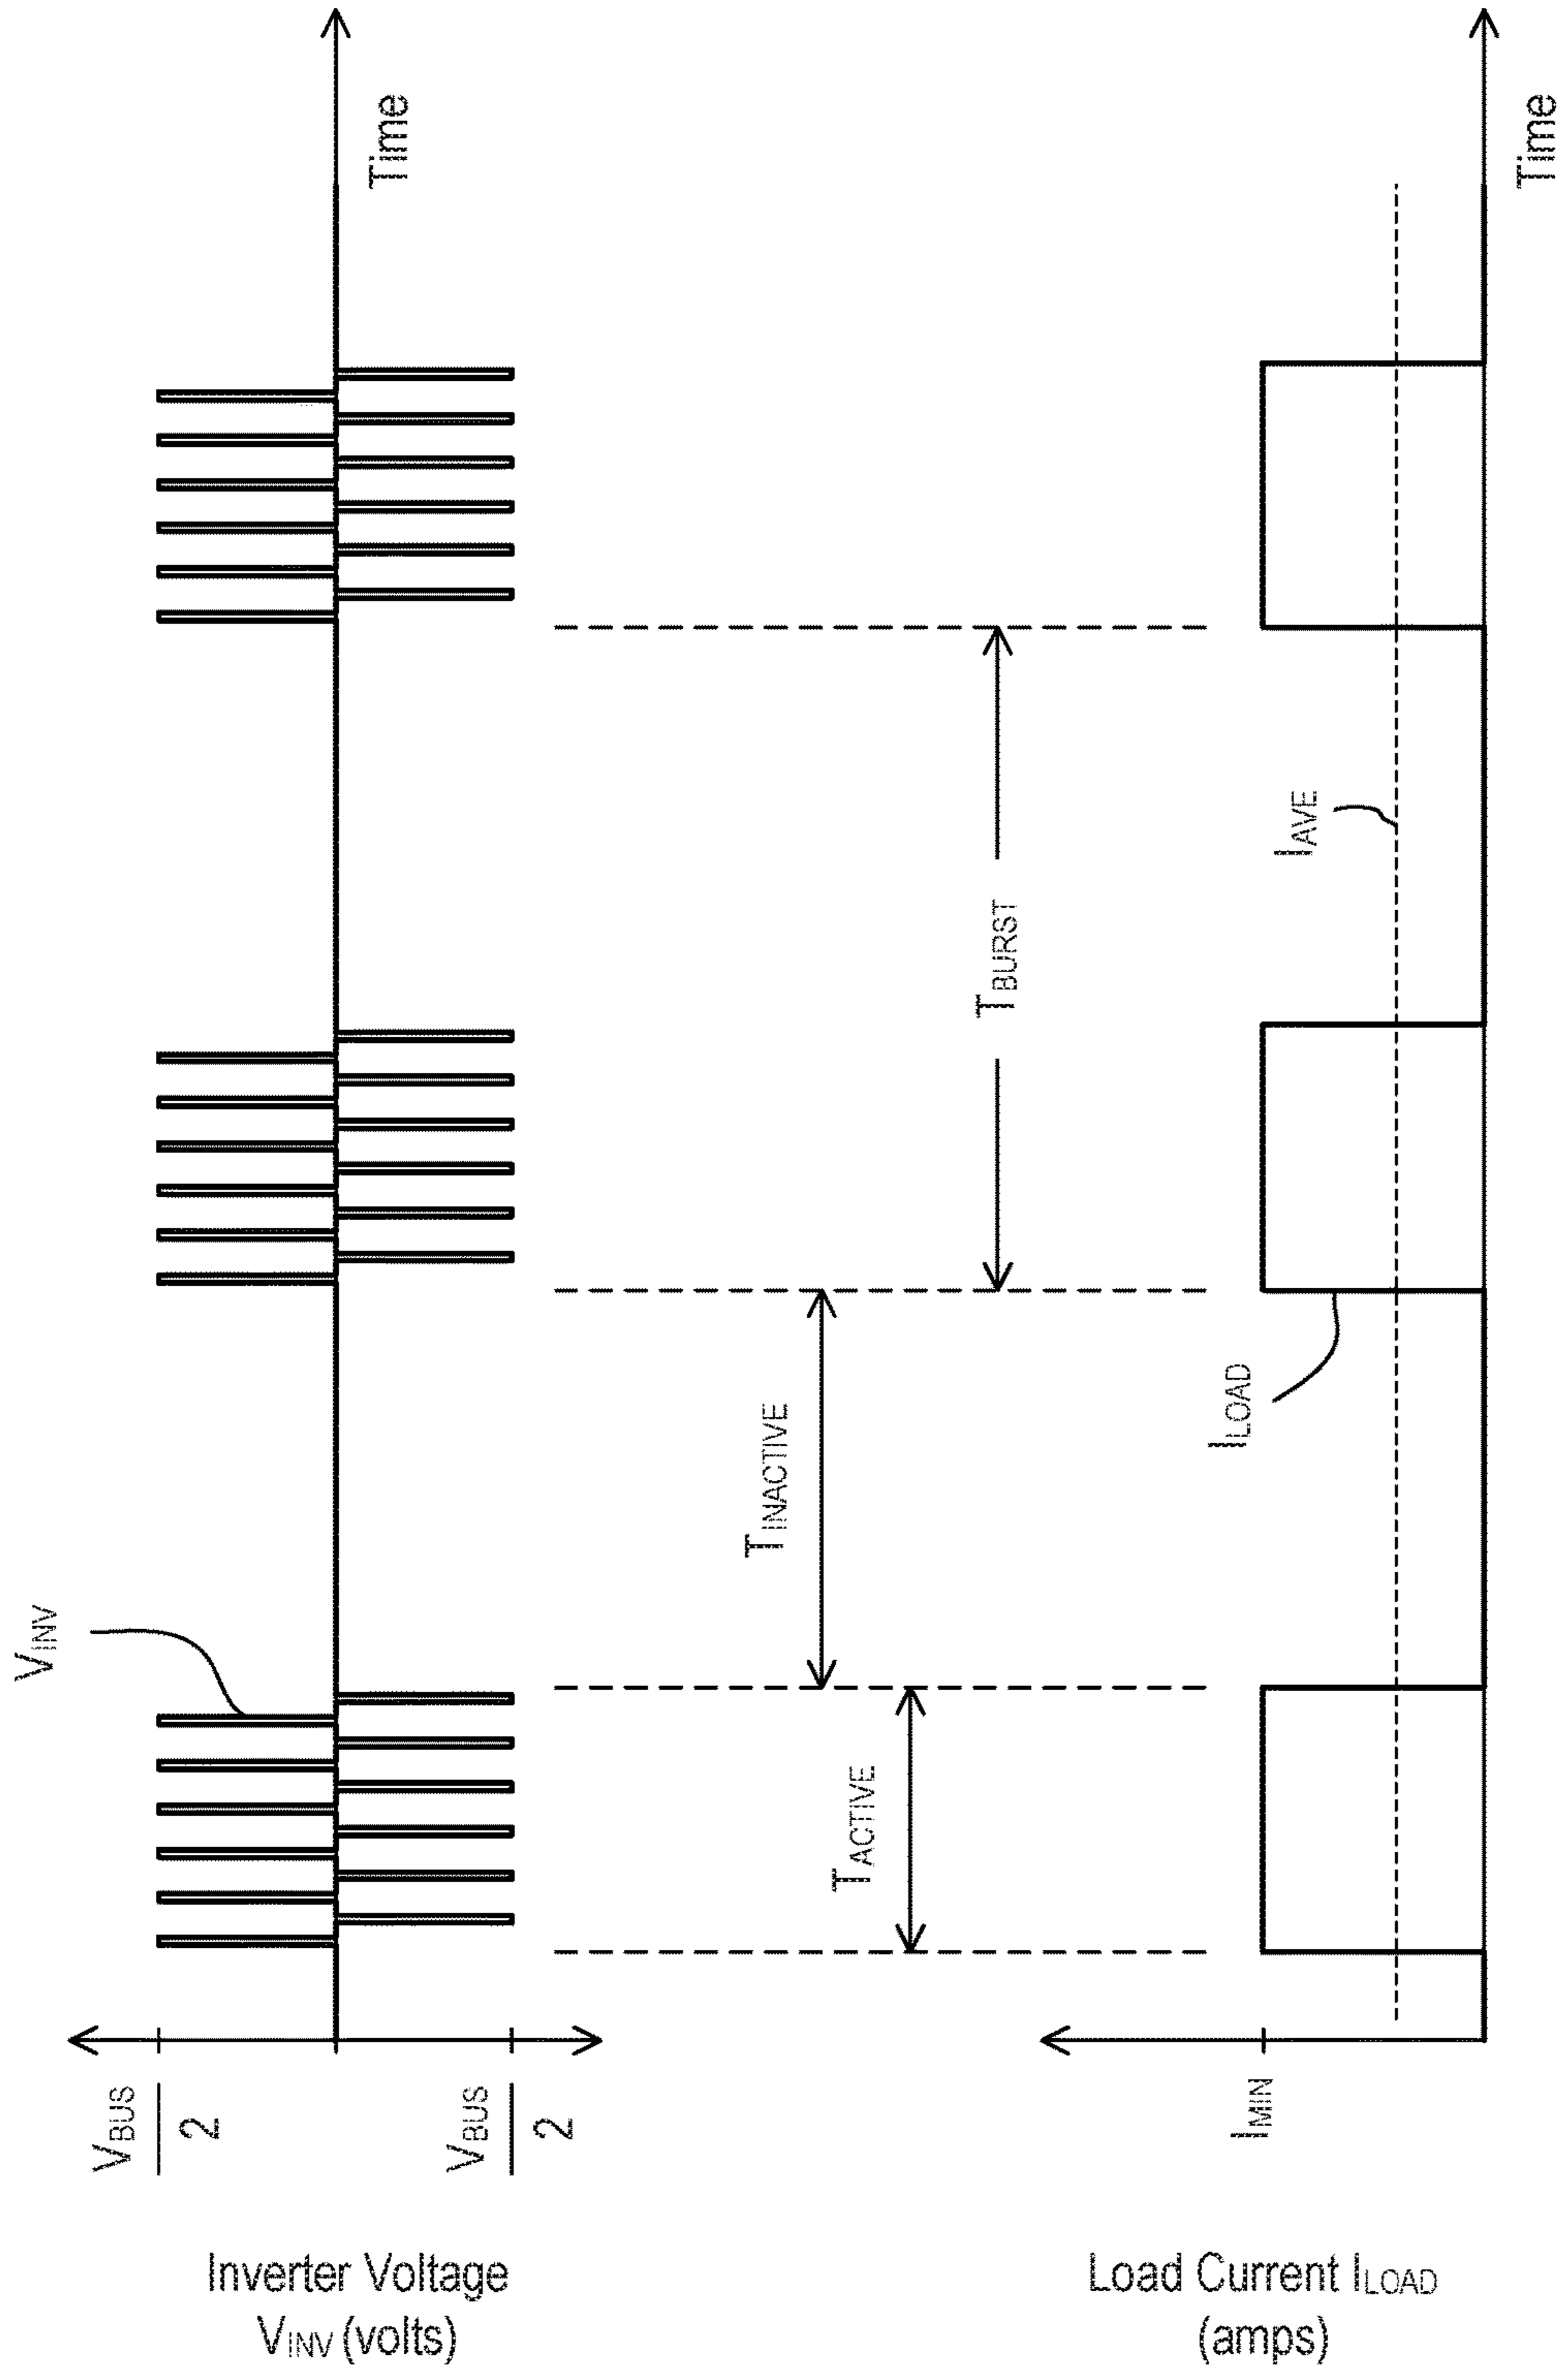 Inverter Voltage
VINV (volts)
VBUS
2
VBUS
2
VINV
Time
TACTIVE
TINACTIVE
TBURST
Load Current ILOAD
(amps)
IMIN
ILOAD
IAVE
Time